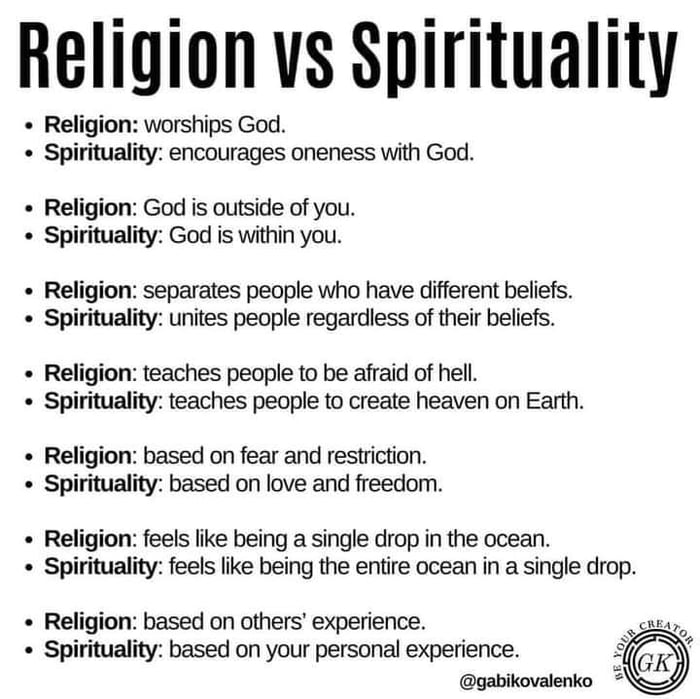 Religion vs Spirituality
• Religion: worships God.
• Spirituality: encourages oneness with God.
• Religion: God is outside of you.
• Spirituality: God is within you.
• Religion: separates people who have different beliefs.
• Spirituality: unites people regardless of their beliefs.
• Religion: teaches people to be afraid of hell.
• Spirituality: teaches people to create heaven on Earth.
• Religion: based on fear and restriction.
• Spirituality: based on love and freedom.
• Religion: feels like being a single drop in the ocean.
• Spirituality: feels like being the entire ocean in a single drop.
• Religion: based on others’ experience.
• Spirituality: based on your personal experience.
@gabikovalenko
BE YOUR CREATOR.
GK